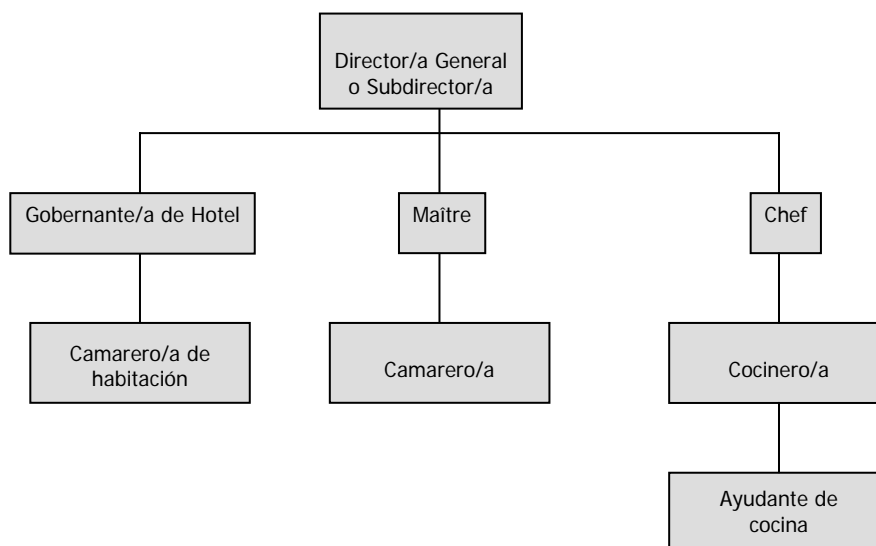 Director/a General
o Subdirector/a
Gobernante/a de Hotel
Maître
Chef
Camarero/a de
habitación
Camarero/a
Cocinero/a
Ayudante de
cocina